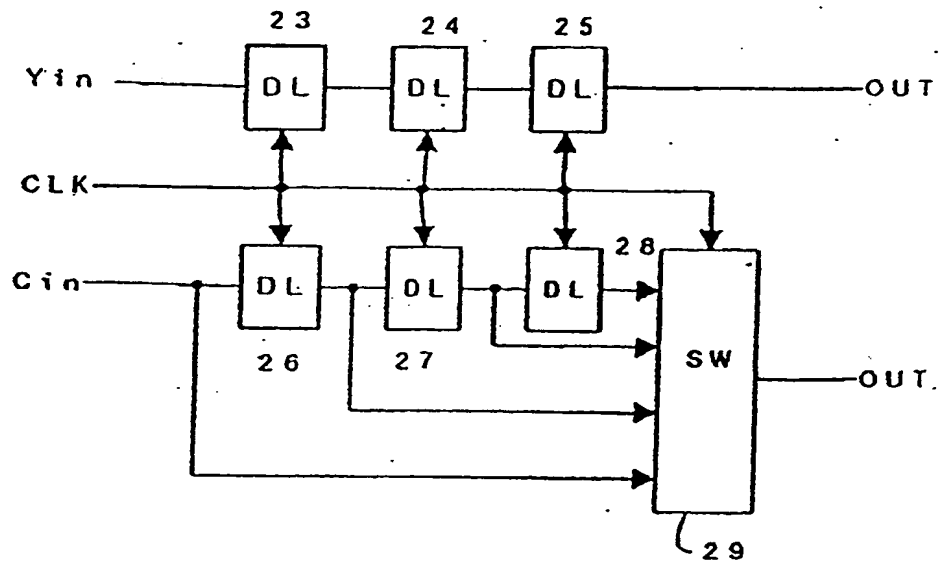 23 24 25
Yin DL DL DL OUT
CLK
28
Cin DL DL DL
SW
26 27
OUT.
29